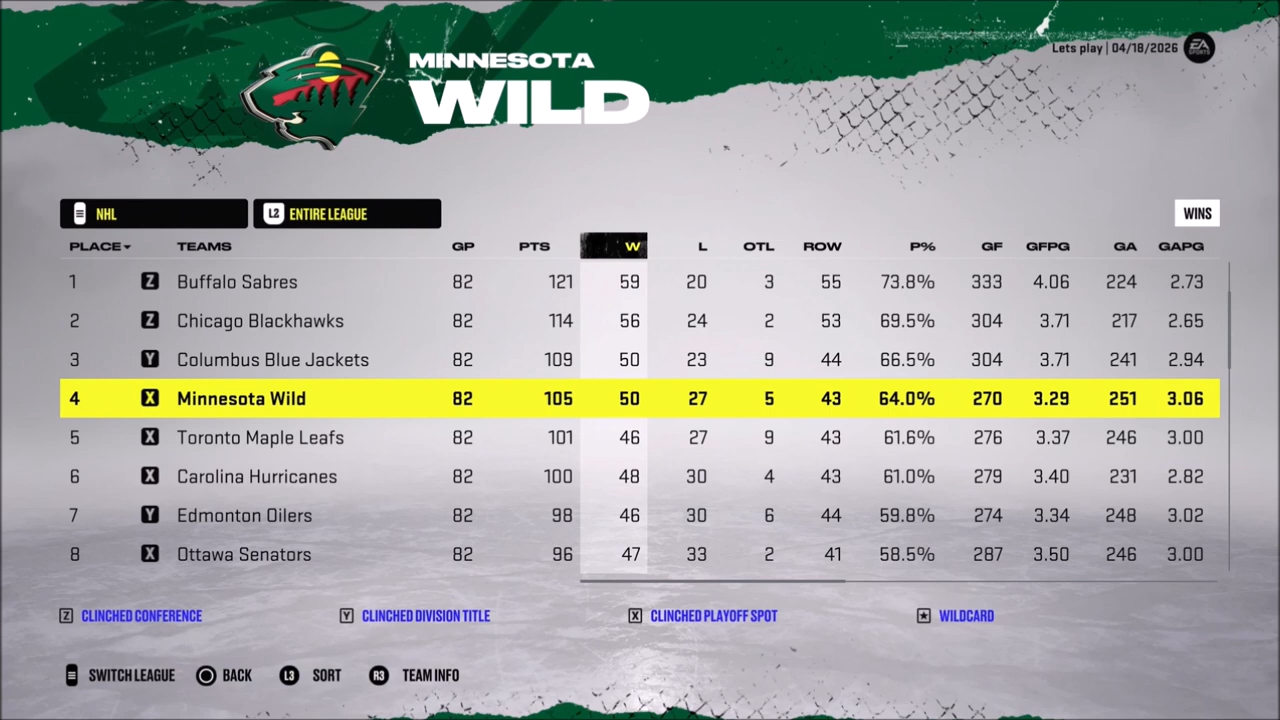 MINNESOTA
WILD
Lets play | 04/18/2026 EA SPORTS
NHL L2 ENTIRE LEAGUE WINS
PLACE TEAMS GP PTS W L OTL ROW P% GF GFPG GA GAPG
1 Z Buffalo Sabres 82 121 59 20 3 55 73.8% 333 4.06 224 2.73
2 Z Chicago Blackhawks 82 114 56 24 2 53 69.5% 304 3.71 217 2.65
3 Y Columbus Blue Jackets 82 109 50 23 9 44 66.5% 304 3.71 241 2.94
4 X Minnesota Wild 82 105 50 27 5 43 64.0% 270 3.29 251 3.06
5 X Toronto Maple Leafs 82 101 46 27 9 43 61.6% 276 3.37 246 3.00
6 X Carolina Hurricanes 82 100 48 30 4 43 61.0% 279 3.40 231 2.82
7 Y Edmonton Oilers 82 98 46 30 6 44 59.8% 274 3.34 248 3.02
8 X Ottawa Senators 82 96 47 33 2 41 58.5% 287 3.50 246 3.00
Z CLINCHED CONFERENCE Y CLINCHED DIVISION TITLE X CLINCHED PLAYOFF SPOT ★ WILDCARD
SWITCH LEAGUE BACK L3 SORT R3 TEAM INFO